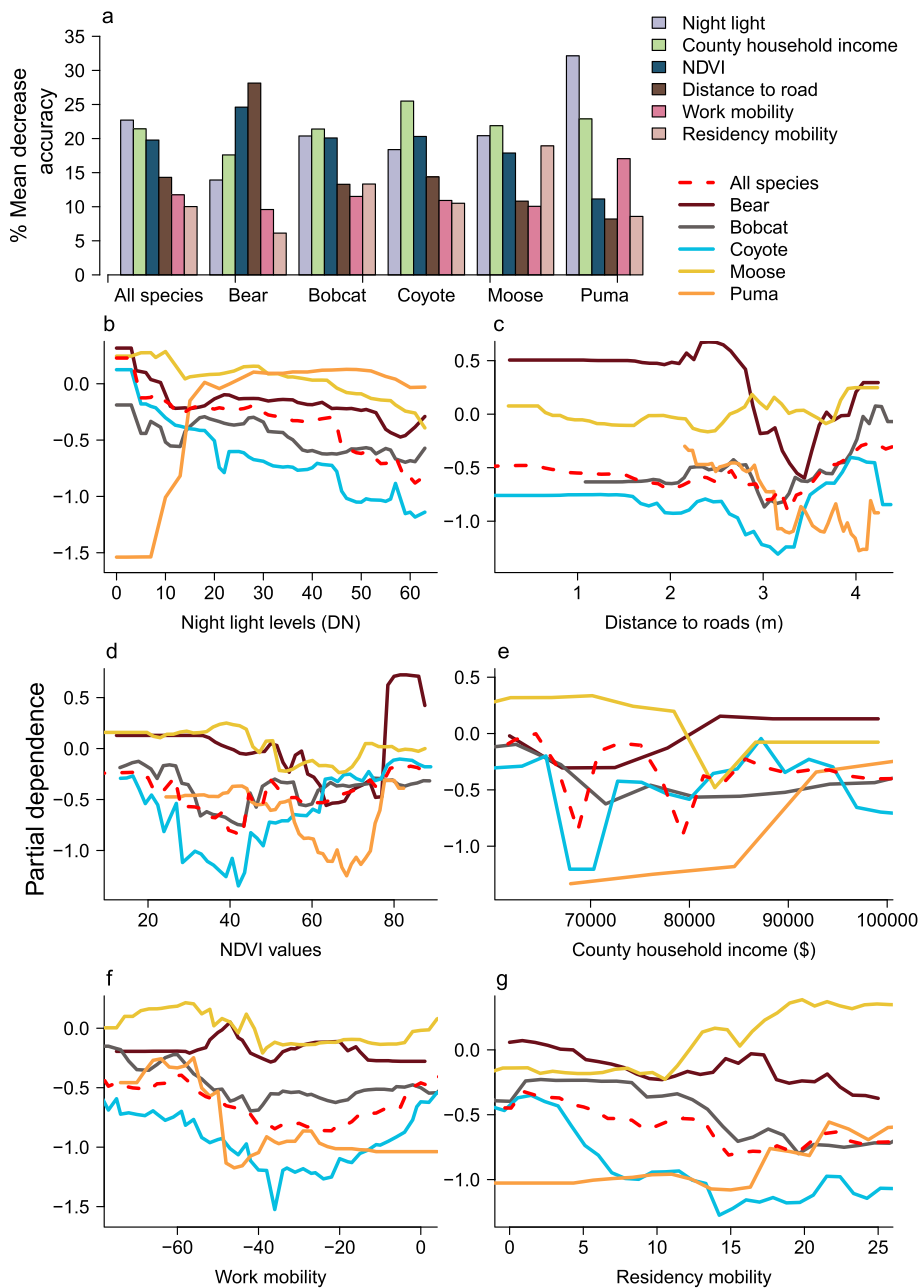 a
35
30
25
20
15
10
5
0
% Mean decrease
accuracy
All species Bear Bobcat Coyote Moose Puma
Night light
County household income
NDVI
Distance to road
Work mobility
Residency mobility
All species
Bear
Bobcat
Coyote
Moose
Puma
b
0.0
−0.5
−1.0
−1.5
0 10 20 30 40 50 60
Night light levels (DN)
c
0.5
0.0
−0.5
−1.0
1 2 3 4
Distance to roads (m)
Partial dependence
d
0.5
0.0
−0.5
−1.0
20 40 60 80
NDVI values
e
0.5
0.0
−0.5
−1.0
70000 80000 90000 100000
County household income ($)
f
0.0
−0.5
−1.0
−1.5
−60 −40 −20 0
Work mobility
g
0.0
−0.5
−1.0
0 5 10 15 20 25
Residency mobility